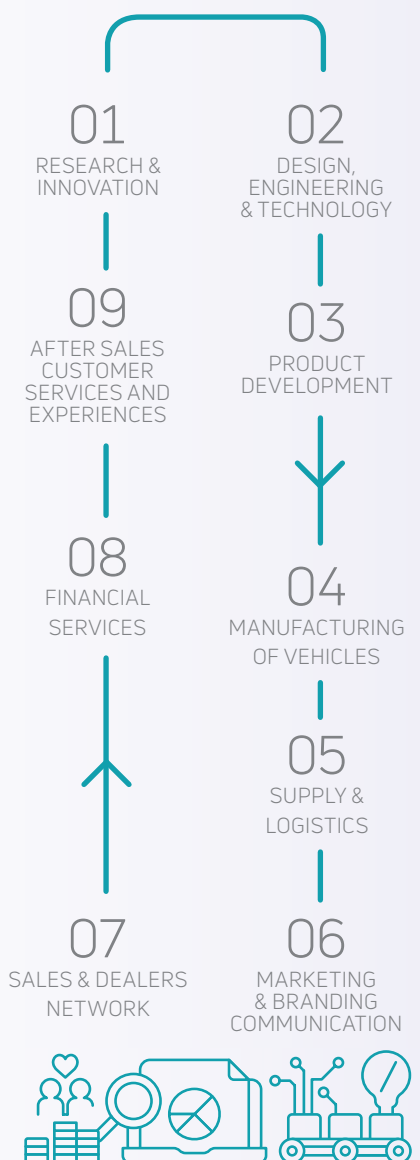 01
RESEARCH &
INNOVATION
02
DESIGN,
ENGINEERING
& TECHNOLOGY
03
PRODUCT
DEVELOPMENT
04
MANUFACTURING
OF VEHICLES
05
SUPPLY &
LOGISTICS
06
MARKETING
& BRANDING
COMMUNICATION
07
SALES & DEALERS
NETWORK
08
FINANCIAL
SERVICES
09
AFTER SALES
CUSTOMER
SERVICES AND
EXPERIENCES